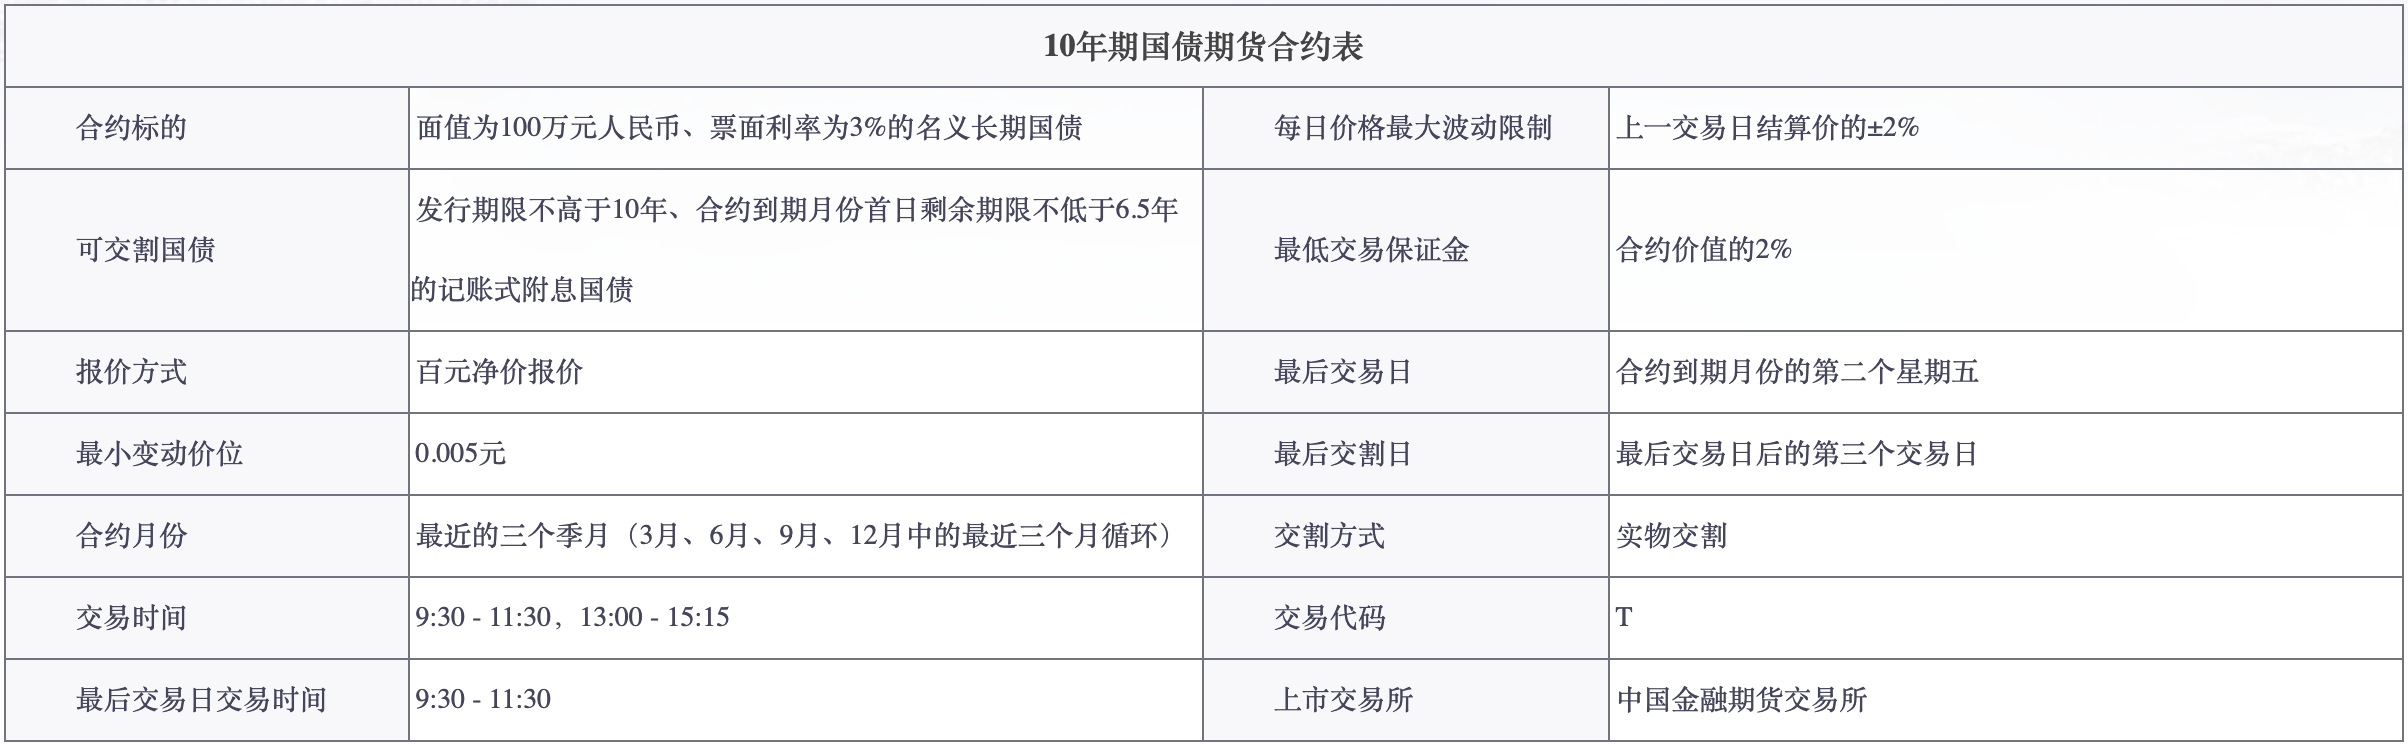 10年期国债期货合约表
合约标的
面值为100万元人民币、票面利率为3%的名义长期国债
每日价格最大波动限制
上一交易日结算价的±2%
可交割国债
发行期限不高于10年、合约到期月份首日剩余期限不低于6.5年
的记账式附息国债
最低交易保证金
合约价值的2%
报价方式
百元净价报价
最后交易日
合约到期月份的第二个星期五
最小变动价位
0.005元
最后交割日
最后交易日后的第三个交易日
合约月份
最近的三个季月（3月、6月、9月、12月中的最近三个月循环）
交割方式
实物交割
交易时间
9:30 - 11:30，13:00 - 15:15
交易代码
T
最后交易日交易时间
9:30 - 11:30
上市交易所
中国金融期货交易所